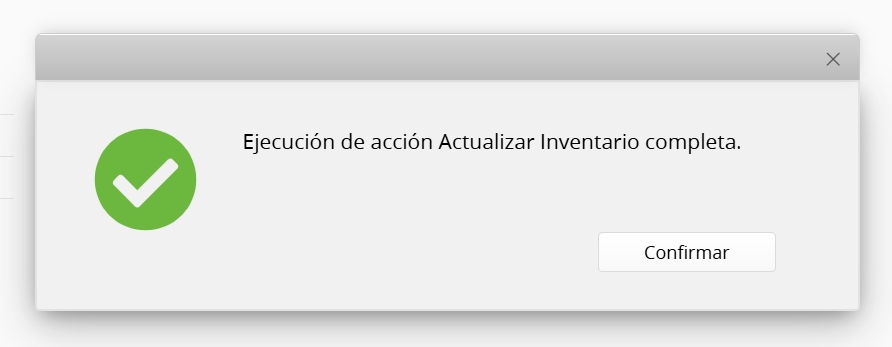 Ejecución de acción Actualizar Inventario completa.
Confirmar